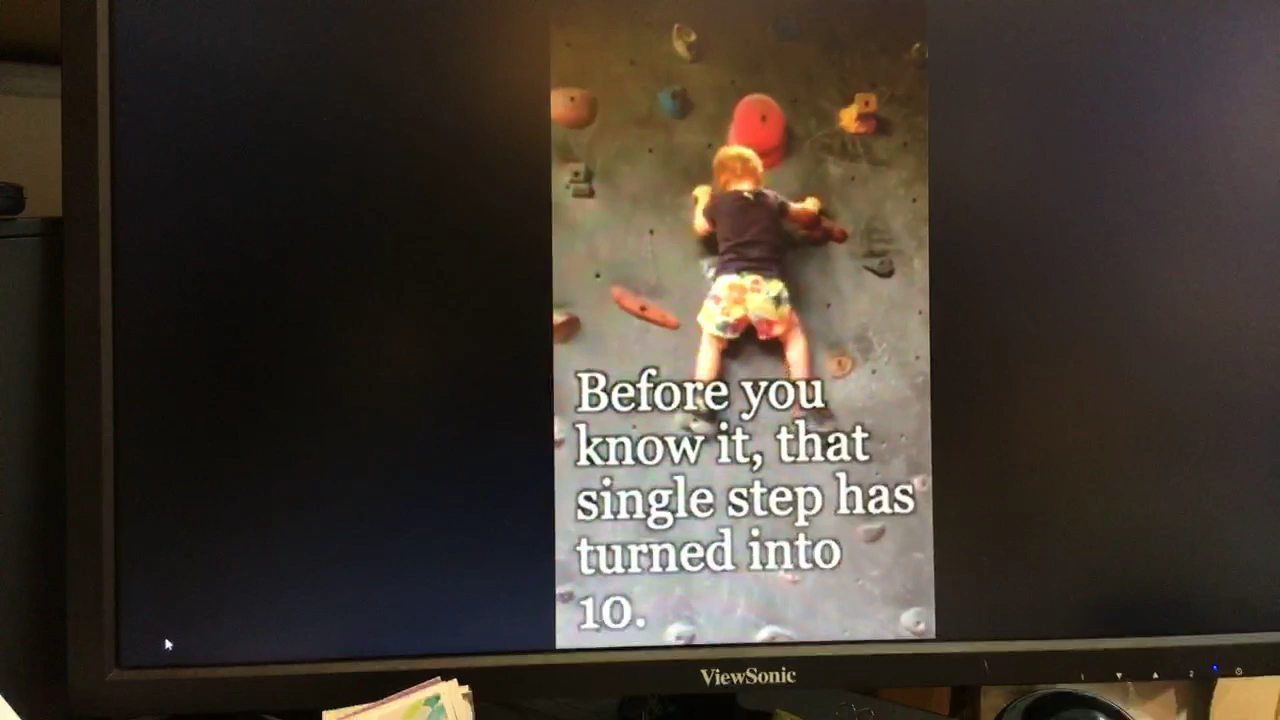 Before you
know it, that
single step has
turned into
10.
ViewSonic